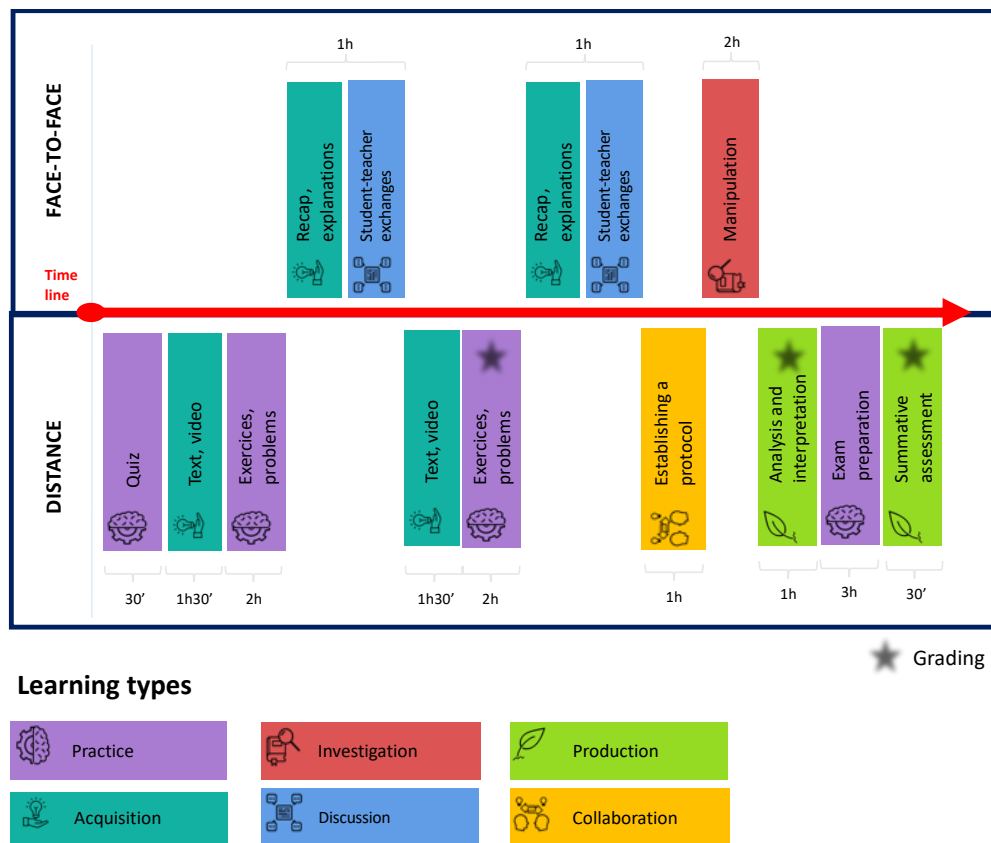 1h
1h
2h
FACE-TO-FACE
Recap,
explanations
Student-teacher
exchanges
Recap,
explanations
Student-teacher
exchanges
Manipulation
Time
line
DISTANCE
Quiz
Text, video
Exercices,
problems
Text, video
Exercices,
problems
Establishing a
protocol
Analysis and
interpretation
Exam
preparation
Summative
assessment
30’
1h30’
2h
1h30’
2h
1h
1h
3h
30’
Grading
Learning types
Practice
Investigation
Production
Acquisition
Discussion
Collaboration